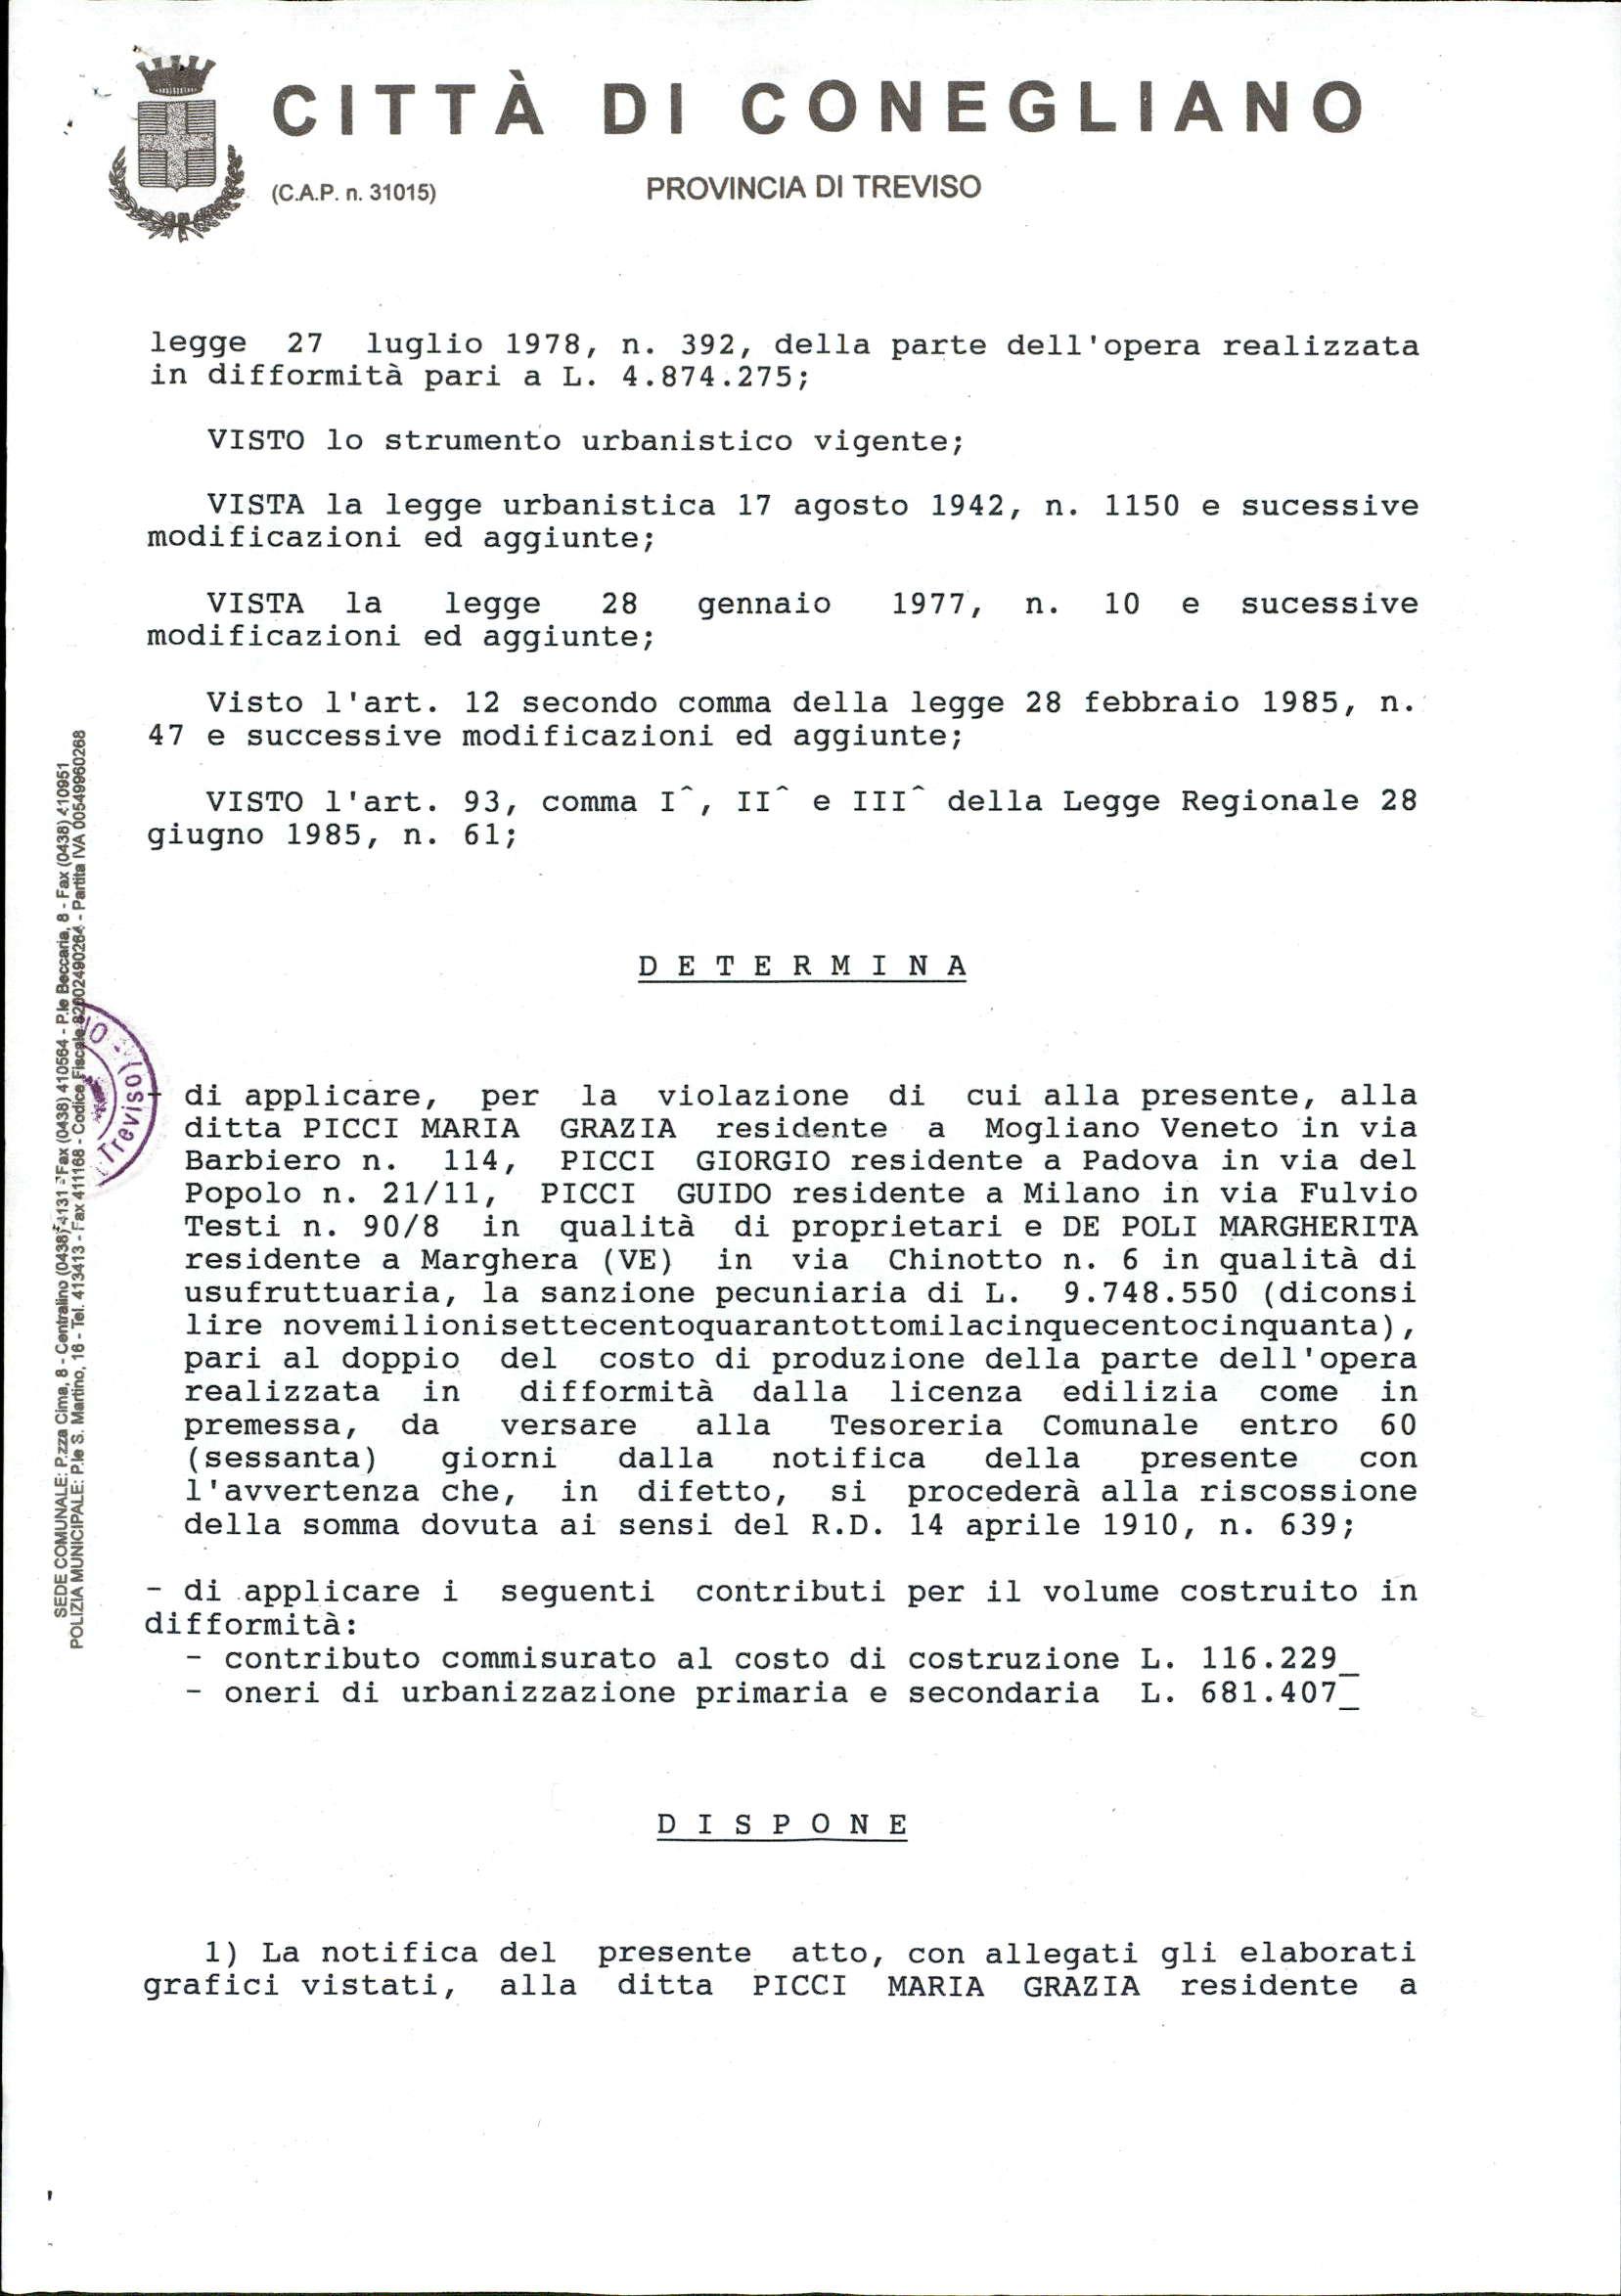 CITTÀ DI CONEGLIANO
(C.A.P. n. 31015)
PROVINCIA DI TREVISO
legge 27 luglio 1978, n. 392, della parte dell'opera realizzata
in difformità pari a L. 4.874.275;
VISTO lo strumento urbanistico vigente;
VISTA la legge urbanistica 17 agosto 1942, n. 1150 e sucessive
modificazioni ed aggiunte;
VISTA la legge 28 gennaio 1977, n. 10 e sucessive
modificazioni ed aggiunte;
Visto l'art. 12 secondo comma della legge 28 febbraio 1985, n.
47 e successive modificazioni ed aggiunte;
VISTO l'art. 93, comma I^, II^ e III^ della Legge Regionale 28
giugno 1985, n. 61;
D E T E R M I N A
di applicare, per la violazione di cui alla presente, alla
ditta PICCI MARIA GRAZIA residente a Mogliano Veneto in via
Barbiero n. 114, PICCI GIORGIO residente a Padova in via del
Popolo n. 21/11, PICCI GUIDO residente a Milano in via Fulvio
Testi n. 90/8 in qualità di proprietari e DE POLI MARGHERITA
residente a Marghera (VE) in via Chinotto n. 6 in qualità di
usufruttuaria, la sanzione pecuniaria di L. 9.748.550 (diconsi
lire novemilionisettecentoquarantottomilacinquecentocinquanta),
pari al doppio del costo di produzione della parte dell'opera
realizzata in difformità dalla licenza edilizia come in
premessa, da versare alla Tesoreria Comunale entro 60
(sessanta) giorni dalla notifica della presente con
l'avvertenza che, in difetto, si procederà alla riscossione
della somma dovuta ai sensi del R.D. 14 aprile 1910, n. 639;
- di applicare i seguenti contributi per il volume costruito in
difformità:
- contributo commisurato al costo di costruzione L. 116.229_
- oneri di urbanizzazione primaria e secondaria L. 681.407_
D I S P O N E
1) La notifica del presente atto, con allegati gli elaborati
grafici vistati, alla ditta PICCI MARIA GRAZIA residente a
SEDE COMUNALE: P.zza Cima, 8 - Centralino (0438) 4131 - Fax (0438) 410564 - P.le Beccaria, 8 - Fax (0438) 410951
POLIZIA MUNICIPALE: P.le S. Martino, 16 - Tel. 413413 - Fax 411168 - Codice Fiscale 82002490264 - Partita IVA 00549960268
(Treviso)